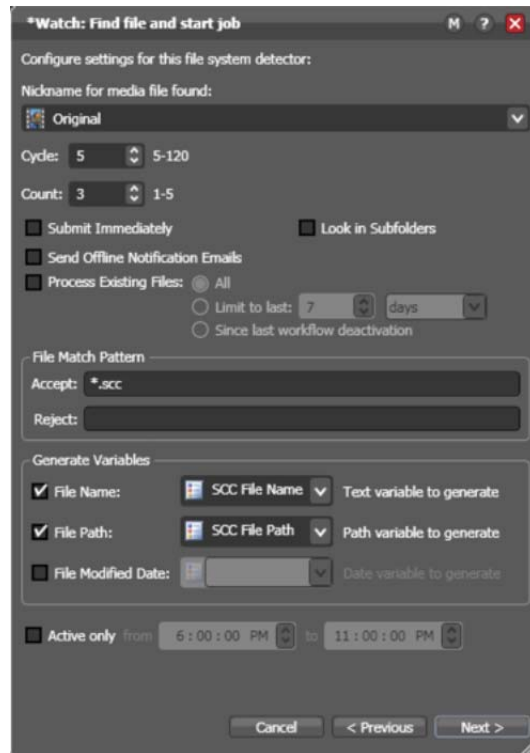 *Watch: Find file and start job M ? X
Configure settings for this file system detector:
Nickname for media file found:
Original
Cycle: 5 5-120
Count: 3 1-5
Submit Immediately Look in Subfolders
Send Offline Notification Emails
Process Existing Files: All
Limit to last: 7 days
Since last workflow deactivation
File Match Pattern
Accept: *.scc
Reject:
Generate Variables
File Name: SCC File Name Text variable to generate
File Path: SCC File Path Path variable to generate
File Modified Date: Date variable to generate
Active only from 6:00:00 PM to 11:00:00 PM
Cancel < Previous Next >